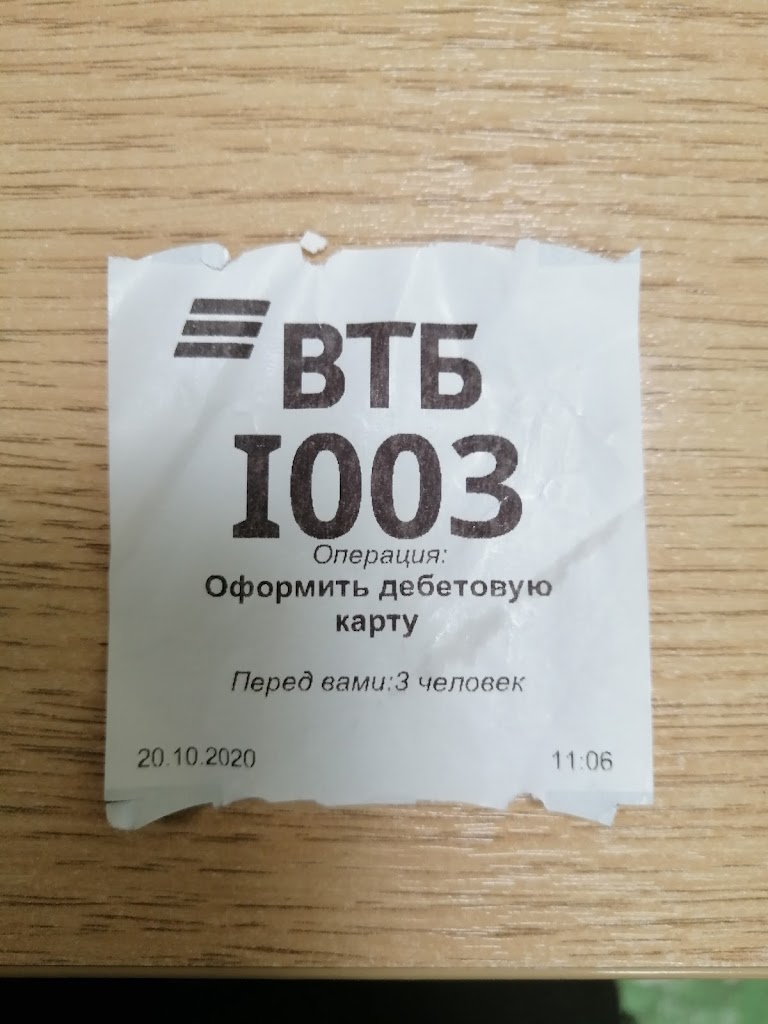 ВТБ
I003
Операция:
Оформить дебетовую
карту
Перед вами:3 человек
20.10.2020 11:06